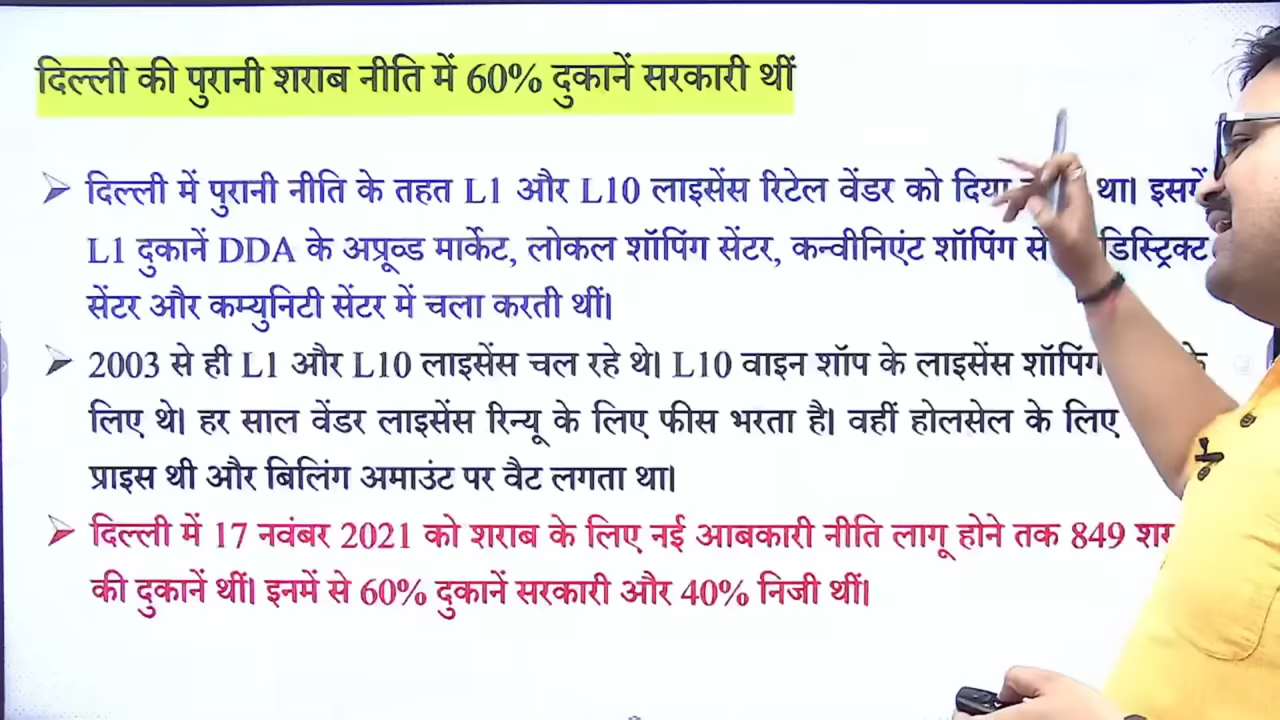 दिल्ली की पुरानी शराब नीति में 60% दुकानें सरकारी थीं
➢ दिल्ली में पुरानी नीति के तहत L1 और L10 लाइसेंस रिटेल वेंडर को दिया था। इसमें
L1 दुकानें DDA के अप्रूव्ड मार्केट, लोकल शॉपिंग सेंटर, कन्वीनिएंट शॉपिंग डिस्ट्रिक्ट
सेंटर और कम्युनिटी सेंटर में चला करती थीं।
➢ 2003 से ही L1 और L10 लाइसेंस चल रहे थे। L10 वाइन शॉप के लाइसेंस शॉपिंग के
लिए थे। हर साल वेंडर लाइसेंस रिन्यू के लिए फीस भरता है। वहीं होलसेल के लिए
प्राइस थी और बिलिंग अमाउंट पर वैट लगता था।
➢ दिल्ली में 17 नवंबर 2021 को शराब के लिए नई आबकारी नीति लागू होने तक 849
की दुकानें थीं। इनमें से 60% दुकानें सरकारी और 40% निजी थीं।